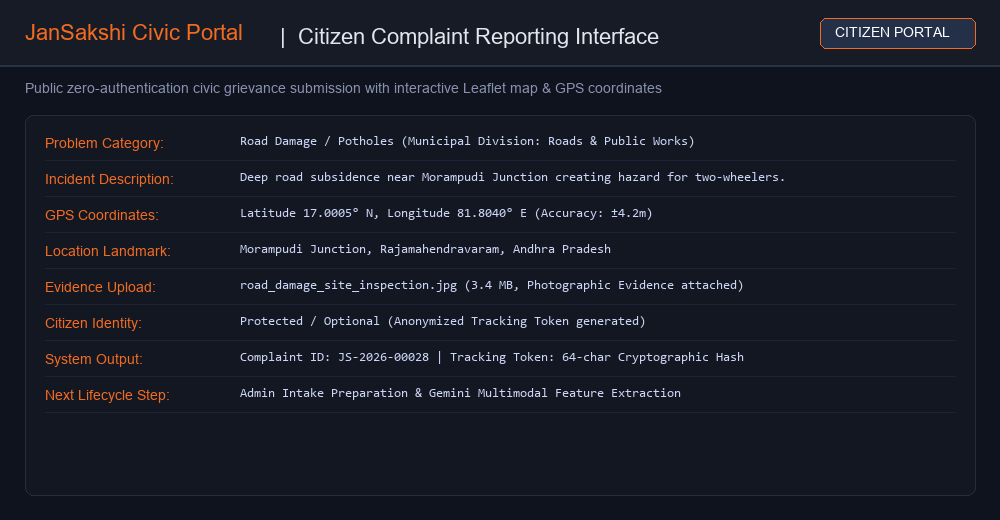 JanSakshi Civic Portal | Citizen Complaint Reporting Interface CITIZEN PORTAL
Public zero-authentication civic grievance submission with interactive Leaflet map & GPS coordinates
Problem Category: Road Damage / Potholes (Municipal Division: Roads & Public Works)
Incident Description: Deep road subsidence near Morampudi Junction creating hazard for two-wheelers.
GPS Coordinates: Latitude 17.0005° N, Longitude 81.8040° E (Accuracy: ±4.2m)
Location Landmark: Morampudi Junction, Rajamahendravaram, Andhra Pradesh
Evidence Upload: road_damage_site_inspection.jpg (3.4 MB, Photographic Evidence attached)
Citizen Identity: Protected / Optional (Anonymized Tracking Token generated)
System Output: Complaint ID: JS-2026-00028 | Tracking Token: 64-char Cryptographic Hash
Next Lifecycle Step: Admin Intake Preparation & Gemini Multimodal Feature Extraction